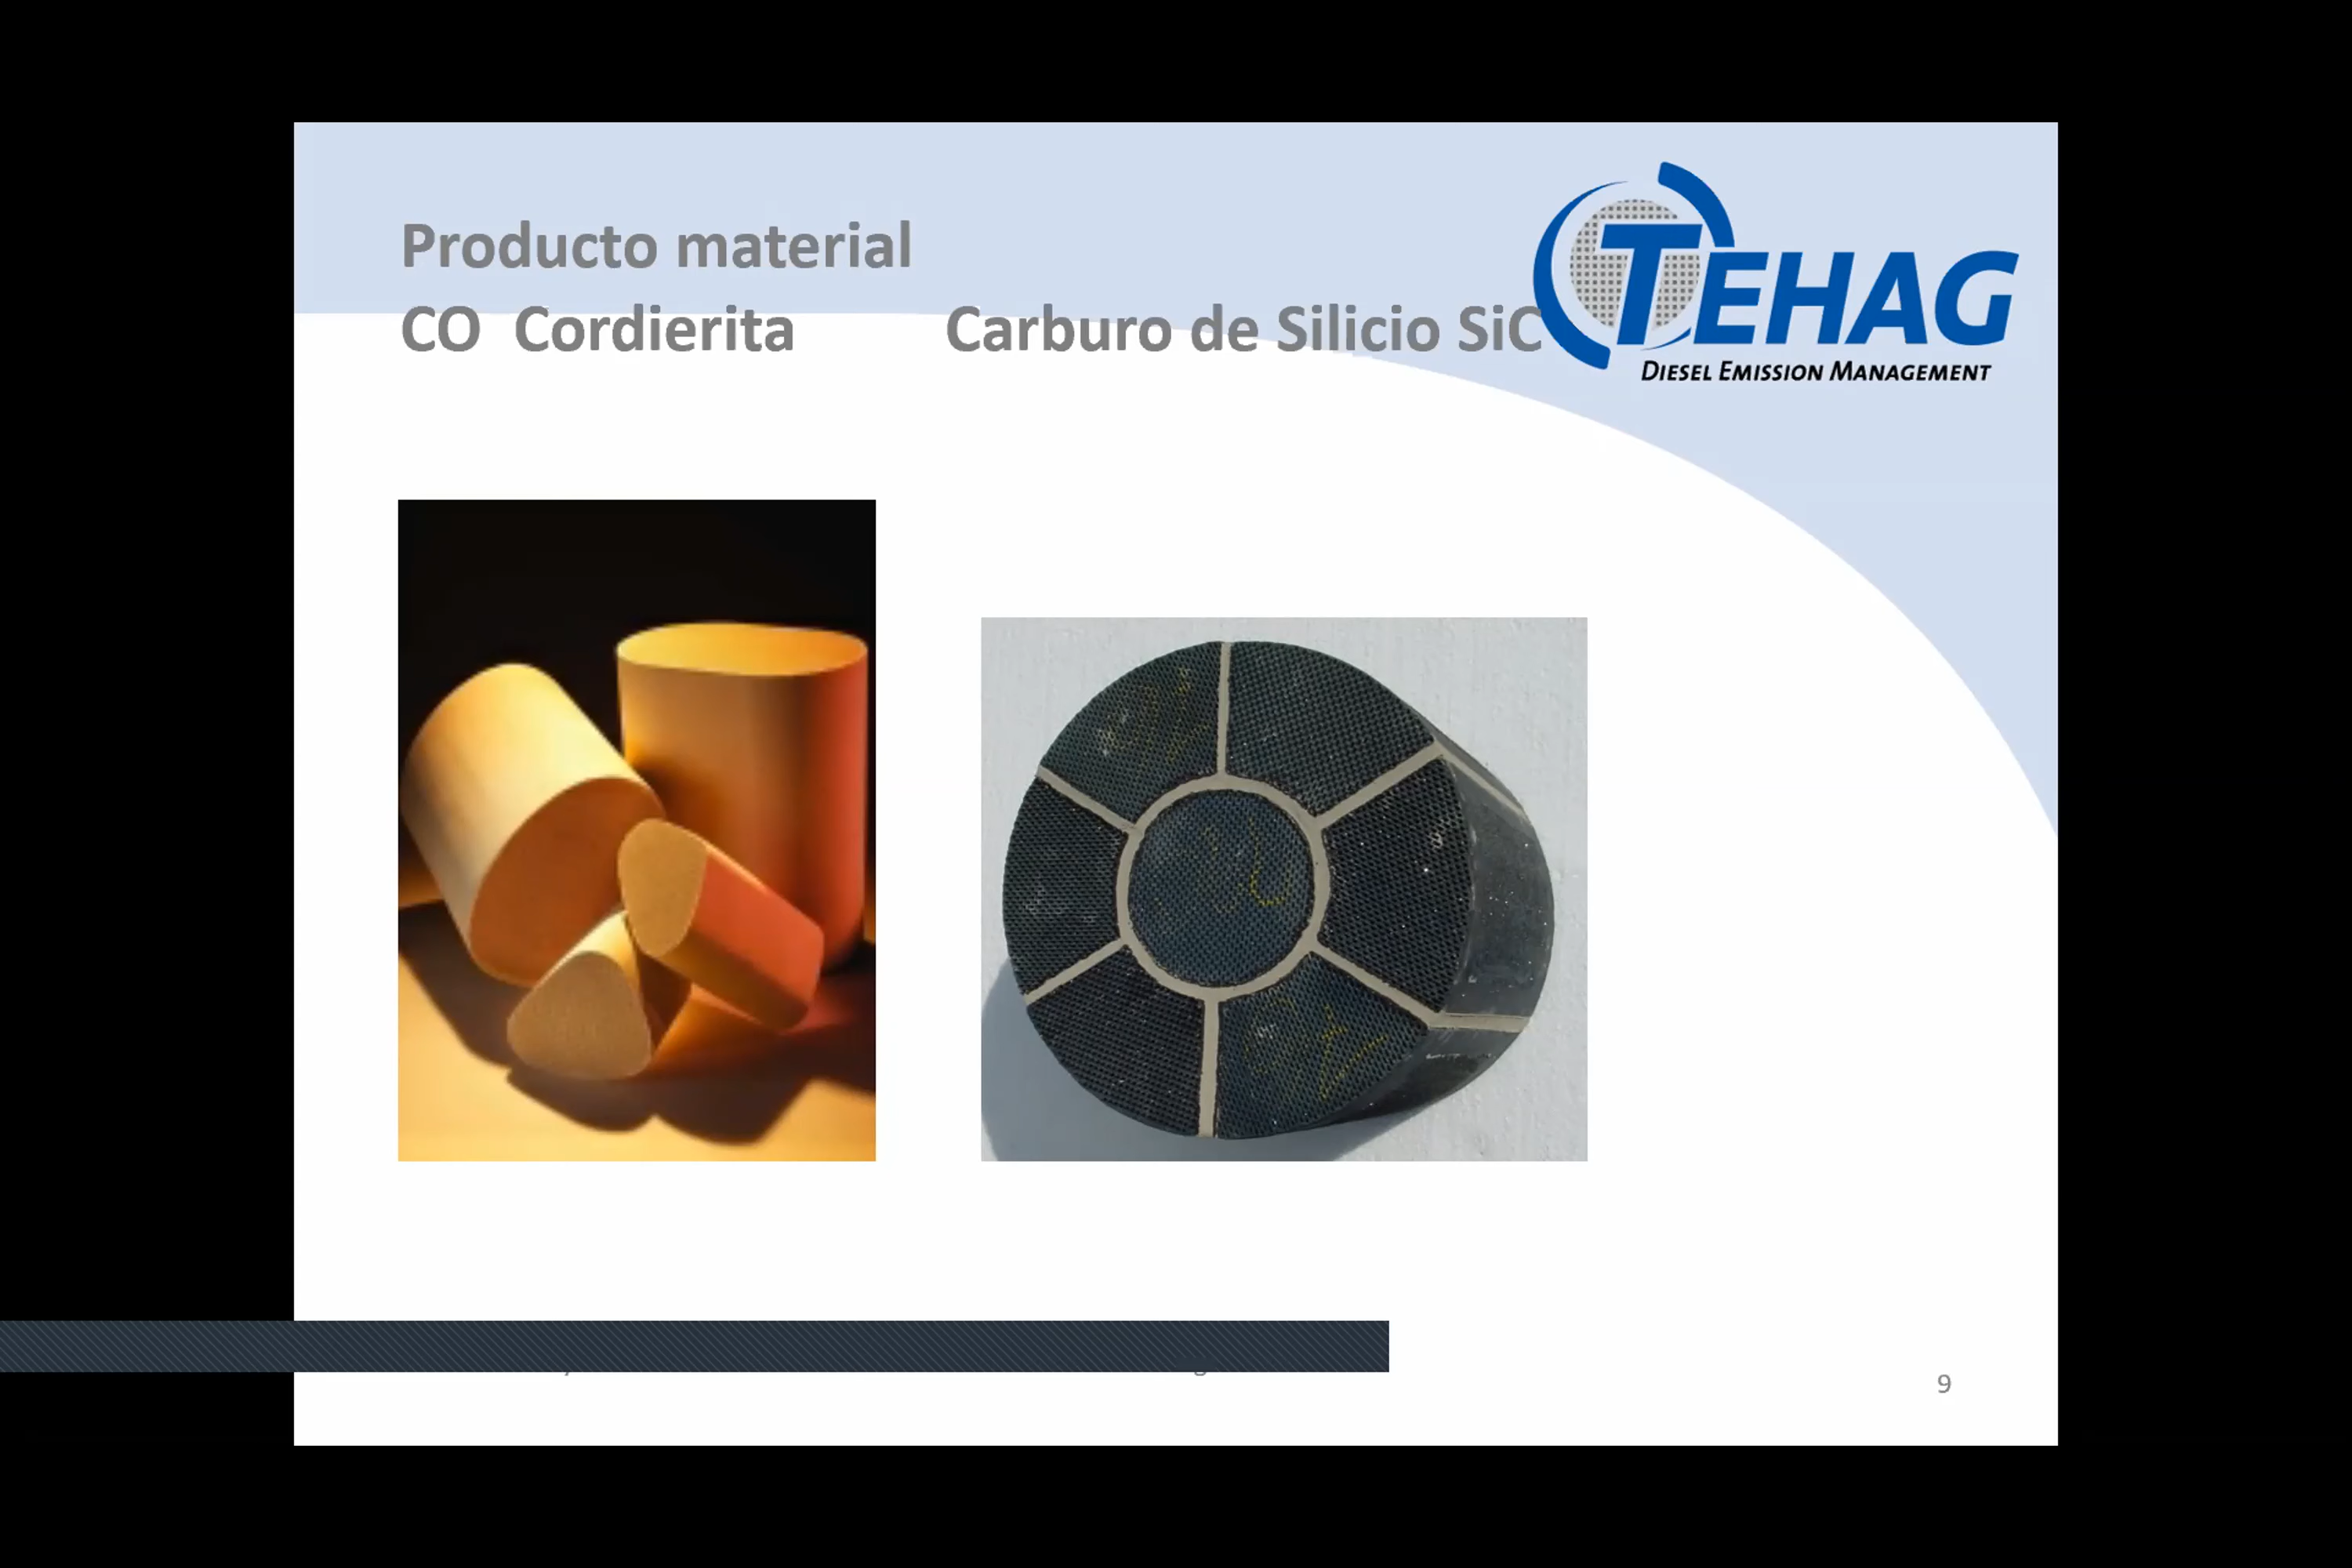 Producto material
CO Cordierita Carburo de Silicio SiC
TEHAG
DIESEL EMISSION MANAGEMENT
9